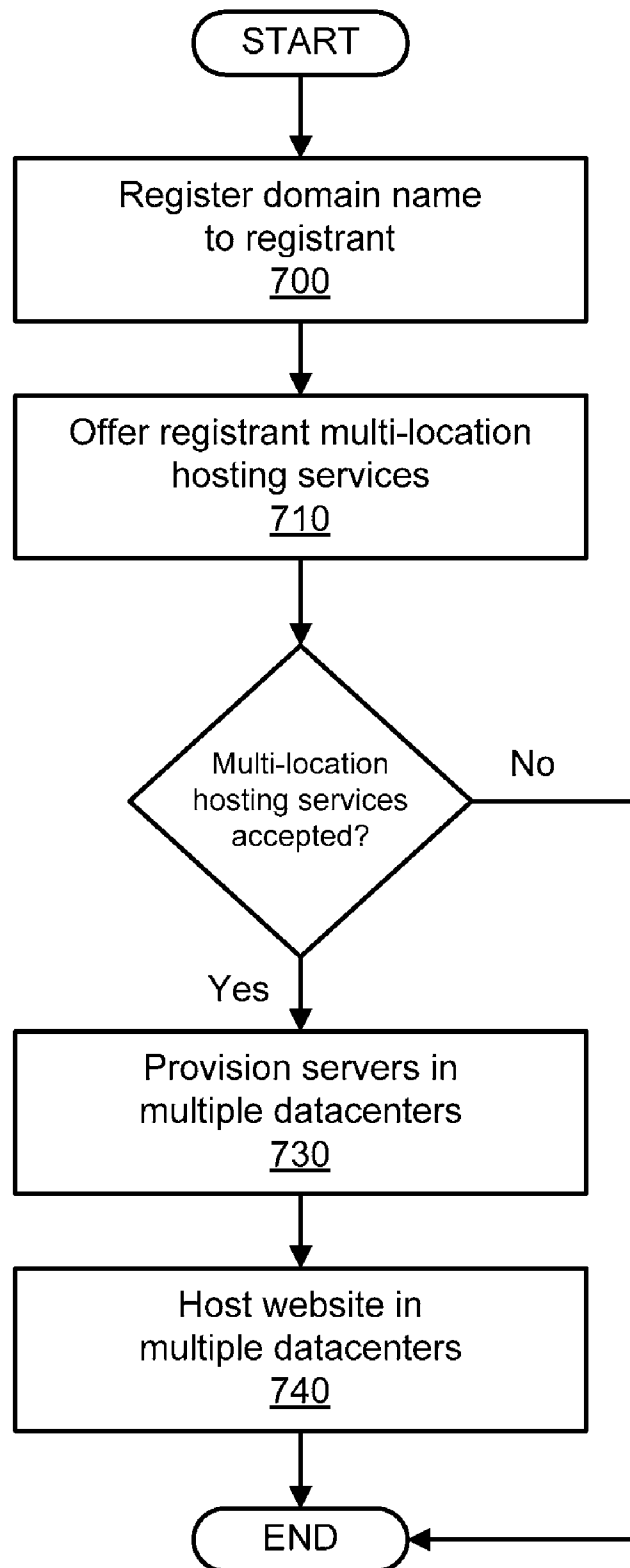 START
Register domain name
to registrant
700
Offer registrant multi-location
hosting services
710
Multi-location
hosting services
accepted?
No
Yes
Provision servers in
multiple datacenters
730
Host website in
multiple datacenters
740
END